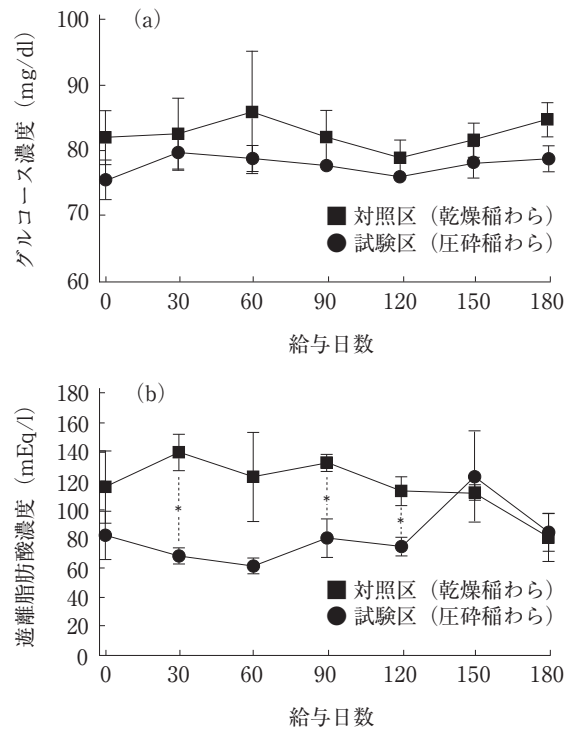 (a)
グルコース濃度（mg/dl）
100
90
80
70
60
■対照区（乾燥稲わら）
●試験区（圧砕稲わら）
0 30 60 90 120 150 180
給与日数
(b)
遊離脂肪酸濃度（mEq/l）
180
160
140
120
100
80
60
40
20
0
*
*
*
■対照区（乾燥稲わら）
●試験区（圧砕稲わら）
0 30 60 90 120 150 180
給与日数